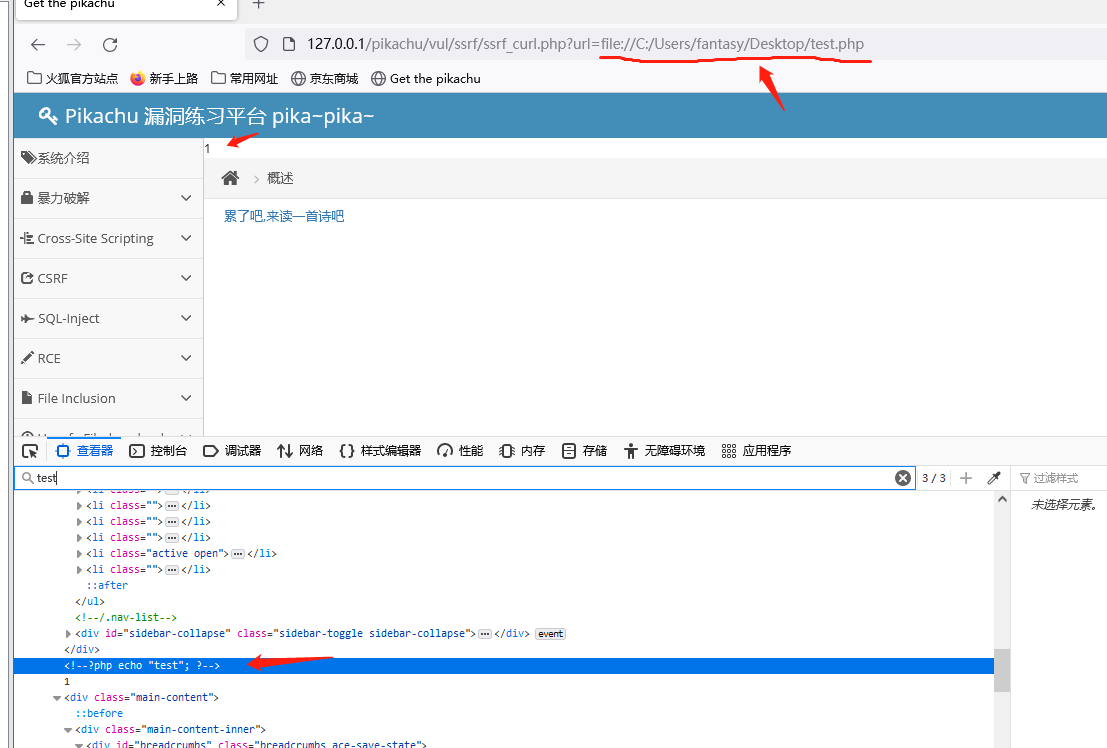 Get the pikachu
127.0.0.1/pikachu/vul/ssrf/ssrf_curl.php?url=file://C:/Users/fantasy/Desktop/test.php
火狐官方站点 新手上路 常用网址 京东商城 Get the pikachu
Pikachu 漏洞练习平台 pika~pika~
1
系统介绍
概述
暴力破解
累了吧,来读一首诗吧
Cross-Site Scripting
CSRF
SQL-Inject
RCE
File Inclusion
查看器 控制台 调试器 网络 样式编辑器 性能 内存 存储 无障碍环境 应用程序
test 3 / 3 过滤样式
未选择元素。
<li class="">…</li>
<li class="">…</li>
<li class="">…</li>
<li class="">…</li>
<li class="active open">…</li>
<li class="">…</li>
::after
</ul>
<!--/.nav-list-->
<div id="sidebar-collapse" class="sidebar-toggle sidebar-collapse">…</div> event
</div>
<!--?php echo "test"; ?-->
1
<div class="main-content">
::before
<div class="main-content-inner">
<div id="breadcrumbs" class="breadcrumbs ace-save-state">